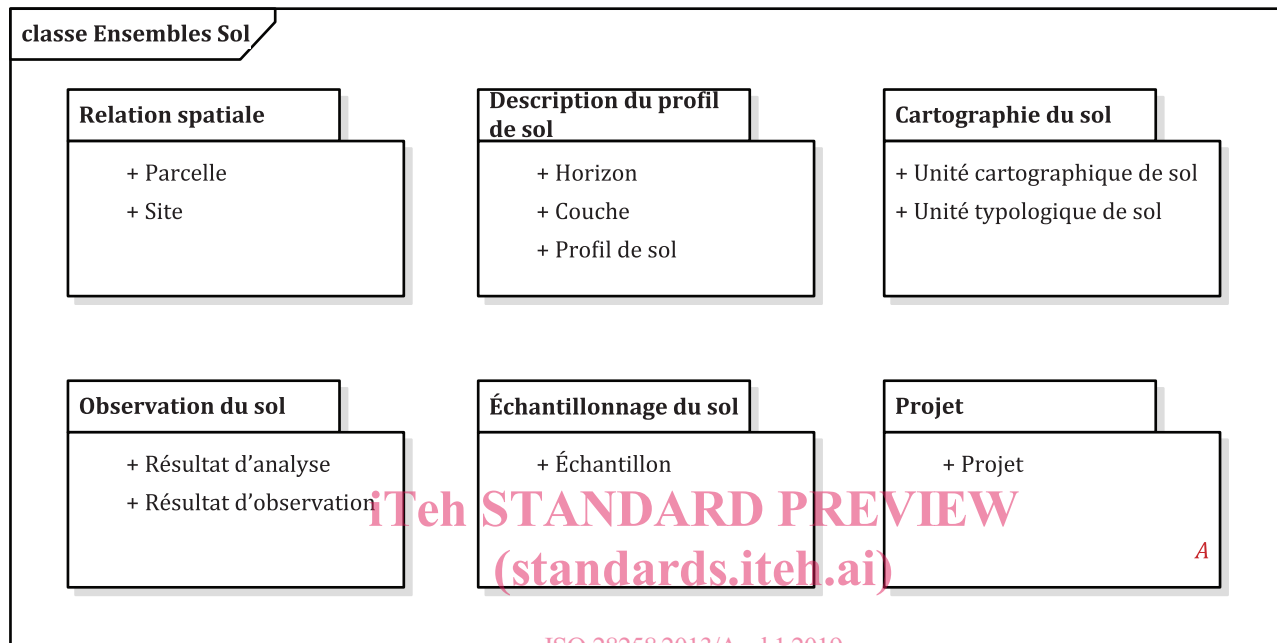 classe Ensembles Sol
Relation spatiale
+ Parcelle
+ Site
Description du profil
de sol
+ Horizon
+ Couche
+ Profil de sol
Cartographie du sol
+ Unité cartographique de sol
+ Unité typologique de sol
Observation du sol
+ Résultat d’analyse
+ Résultat d’observation
Échantillonnage du sol
+ Échantillon
Projet
+ Projet
A
iTeh STANDARD PREVIEW
(standards.iteh.ai)